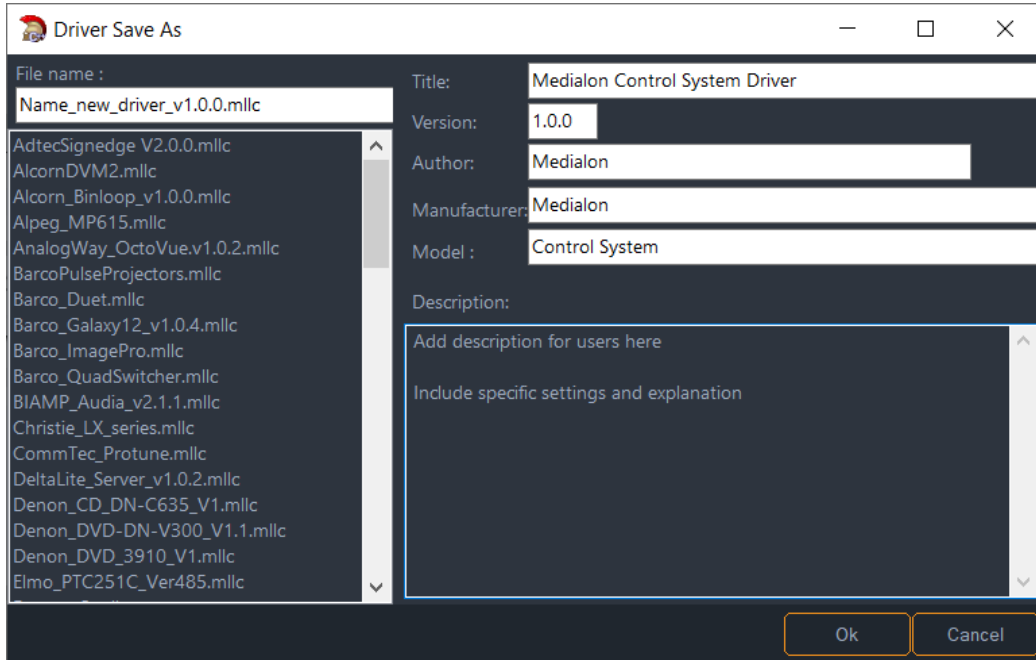 Driver Save As
File name :
Name_new_driver_v1.0.0.mllc
AdtecSignedge V2.0.0.mllc
AlcornDVM2.mllc
Alcorn_Binloop_v1.0.0.mllc
Alpeg_MP615.mllc
AnalogWay_OctoVue.v1.0.2.mllc
BarcoPulseProjectors.mllc
Barco_Duet.mllc
Barco_Galaxy12_v1.0.4.mllc
Barco_ImagePro.mllc
Barco_QuadSwitcher.mllc
BIAMP_Audia_v2.1.1.mllc
Christie_LX_series.mllc
CommTec_Protune.mllc
DeltaLite_Server_v1.0.2.mllc
Denon_CD_DN-C635_V1.mllc
Denon_DVD-DN-V300_V1.1.mllc
Denon_DVD_3910_V1.mllc
Elmo_PTC251C_Ver485.mllc
Title: Medialon Control System Driver
Version: 1.0.0
Author: Medialon
Manufacturer: Medialon
Model : Control System
Description:
Add description for users here
Include specific settings and explanation
Ok Cancel